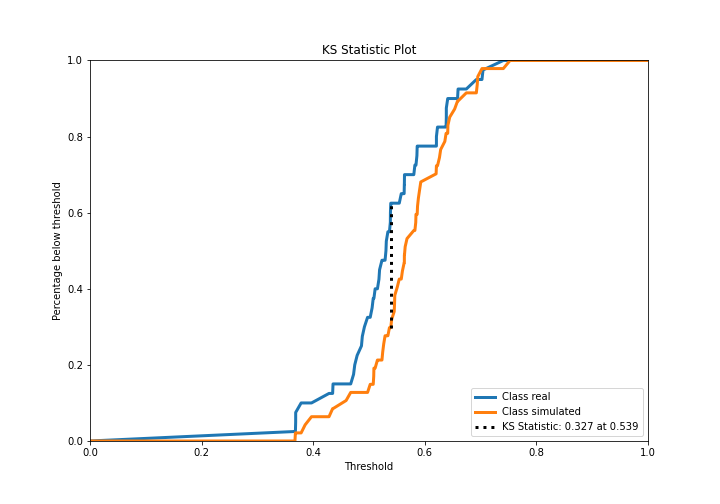 KS Statistic Plot
Percentage below threshold
1.0
0.8
0.6
0.4
0.2
0.0
0.0 0.2 0.4 0.6 0.8 1.0
Threshold
Class real
Class simulated
KS Statistic: 0.327 at 0.539